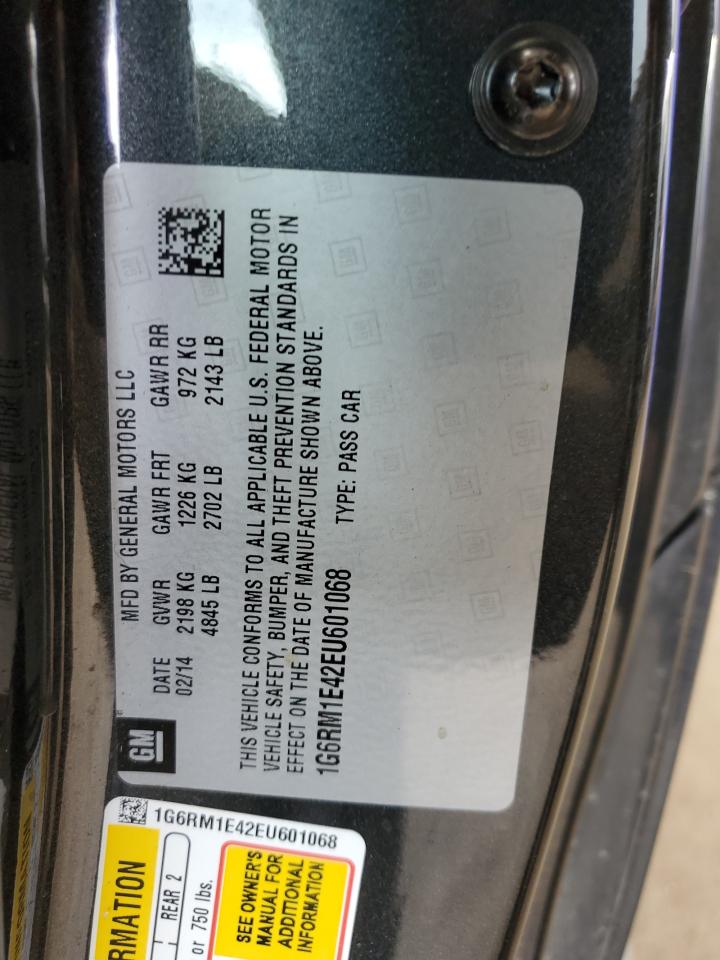 GM
MFD BY GENERAL MOTORS LLC
DATE GVWR GAWR FRT GAWR RR
02/14 2198 KG 1226 KG 972 KG
4845 LB 2702 LB 2143 LB
THIS VEHICLE CONFORMS TO ALL APPLICABLE U.S. FEDERAL MOTOR
VEHICLE SAFETY, BUMPER, AND THEFT PREVENTION STANDARDS IN
EFFECT ON THE DATE OF MANUFACTURE SHOWN ABOVE.
1G6RM1E42EU601068 TYPE: PASS CAR
1G6RM1E42EU601068
RMATION
REAR 2
or 750 lbs.
SEE OWNER'S
MANUAL FOR
ADDITIONAL
INFORMATION